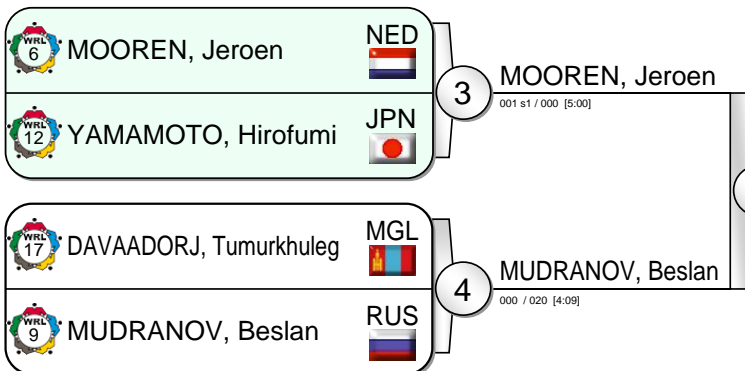 WRL 6 MOOREN, Jeroen NED
3
MOOREN, Jeroen
001 s1 / 000 [5:00]
WRL 12 YAMAMOTO, Hirofumi JPN
WRL 17 DAVAADORJ, Tumurkhuleg MGL
4
MUDRANOV, Beslan
000 / 020 [4:09]
WRL 9 MUDRANOV, Beslan RUS